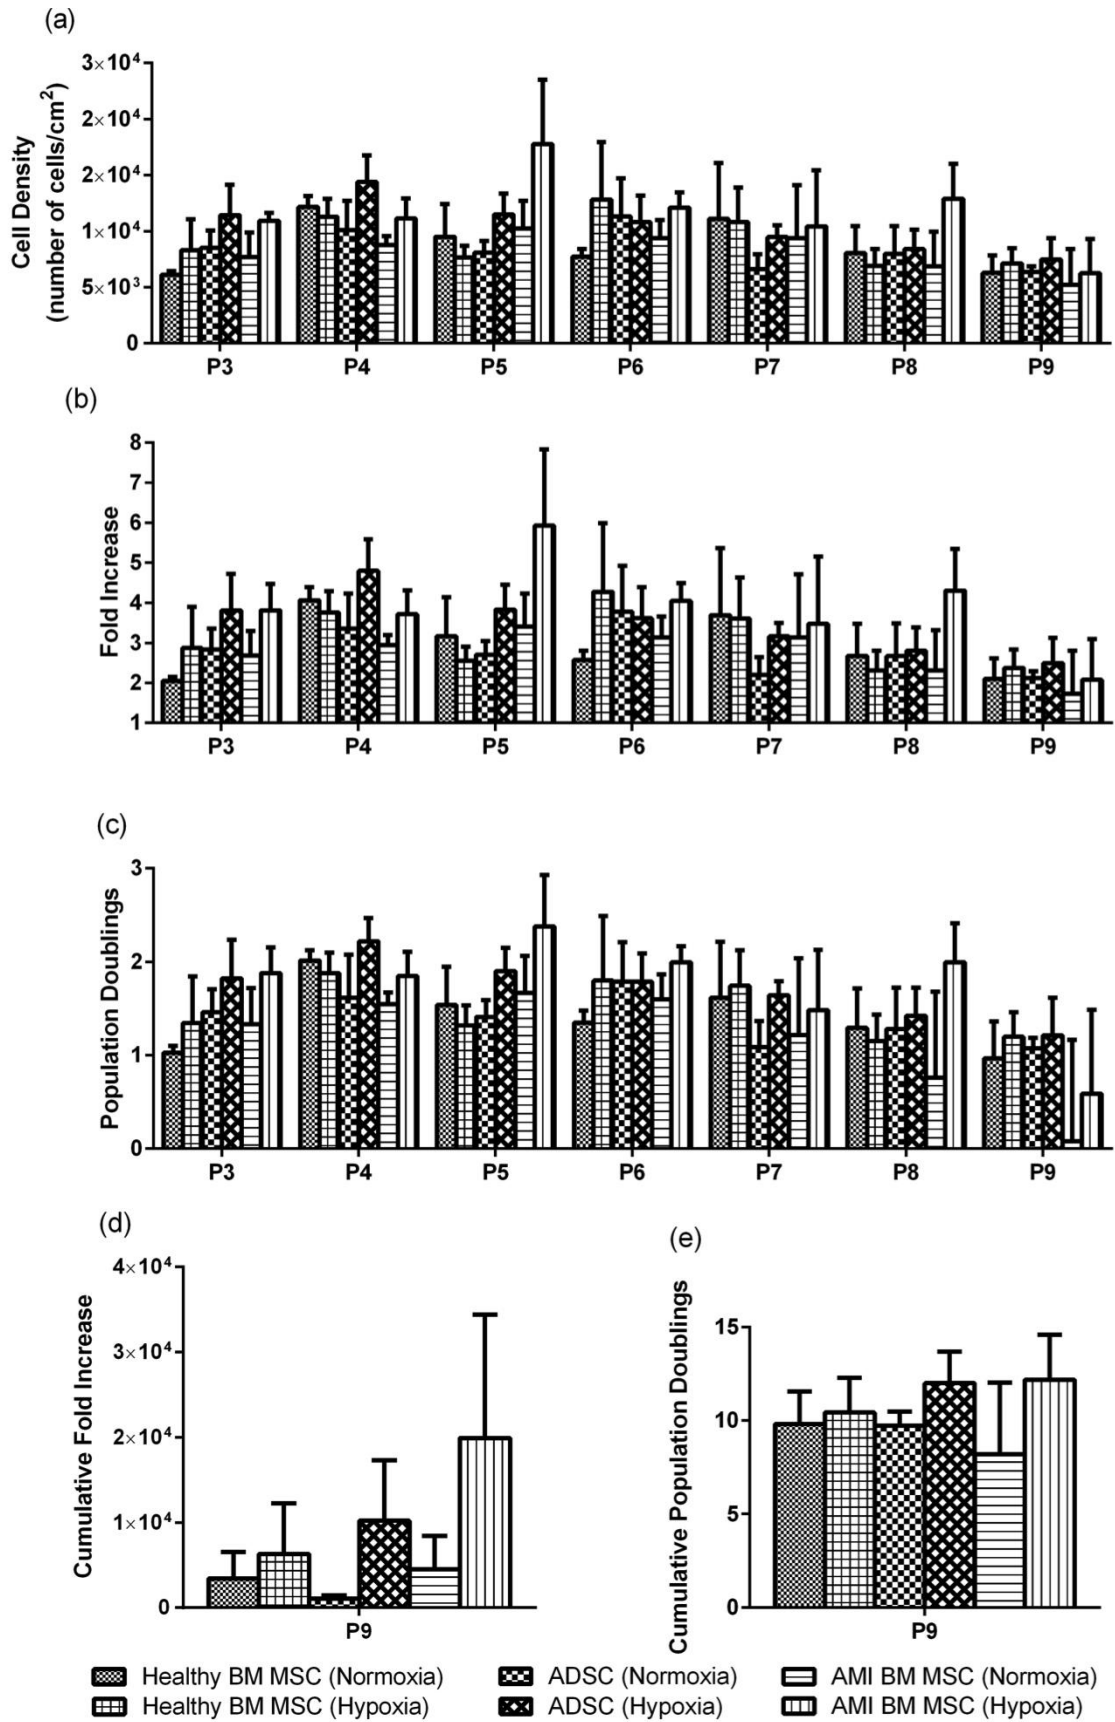 (a)
Cell Density
(number of cells/cm²)
3×10⁴
2×10⁴
2×10⁴
1×10⁴
5×10³
0
P3 P4 P5 P6 P7 P8 P9
(b)
Fold Increase
8
7
6
5
4
3
2
1
P3 P4 P5 P6 P7 P8 P9
(c)
Population Doublings
3
2
1
0
P3 P4 P5 P6 P7 P8 P9
(d)
Cumulative Fold Increase
4×10⁴
3×10⁴
2×10⁴
1×10⁴
0
P9
(e)
Cumulative Population Doublings
15
10
5
0
P9
Healthy BM MSC (Normoxia)
Healthy BM MSC (Hypoxia)
ADSC (Normoxia)
ADSC (Hypoxia)
AMI BM MSC (Normoxia)
AMI BM MSC (Hypoxia)